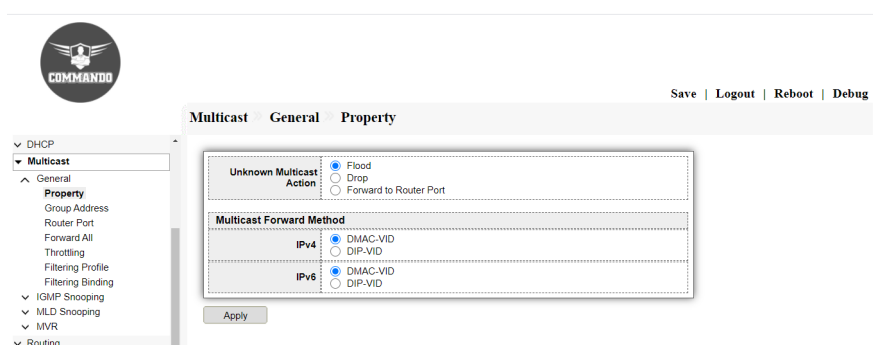 COMMANDO
Save | Logout | Reboot | Debug
Multicast » General » Property
DHCP
Multicast
General
Property
Group Address
Router Port
Forward All
Throttling
Filtering Profile
Filtering Binding
IGMP Snooping
MLD Snooping
MVR
Routing
Unknown Multicast
Action
Flood
Drop
Forward to Router Port
Multicast Forward Method
IPv4
DMAC-VID
DIP-VID
IPv6
DMAC-VID
DIP-VID
Apply